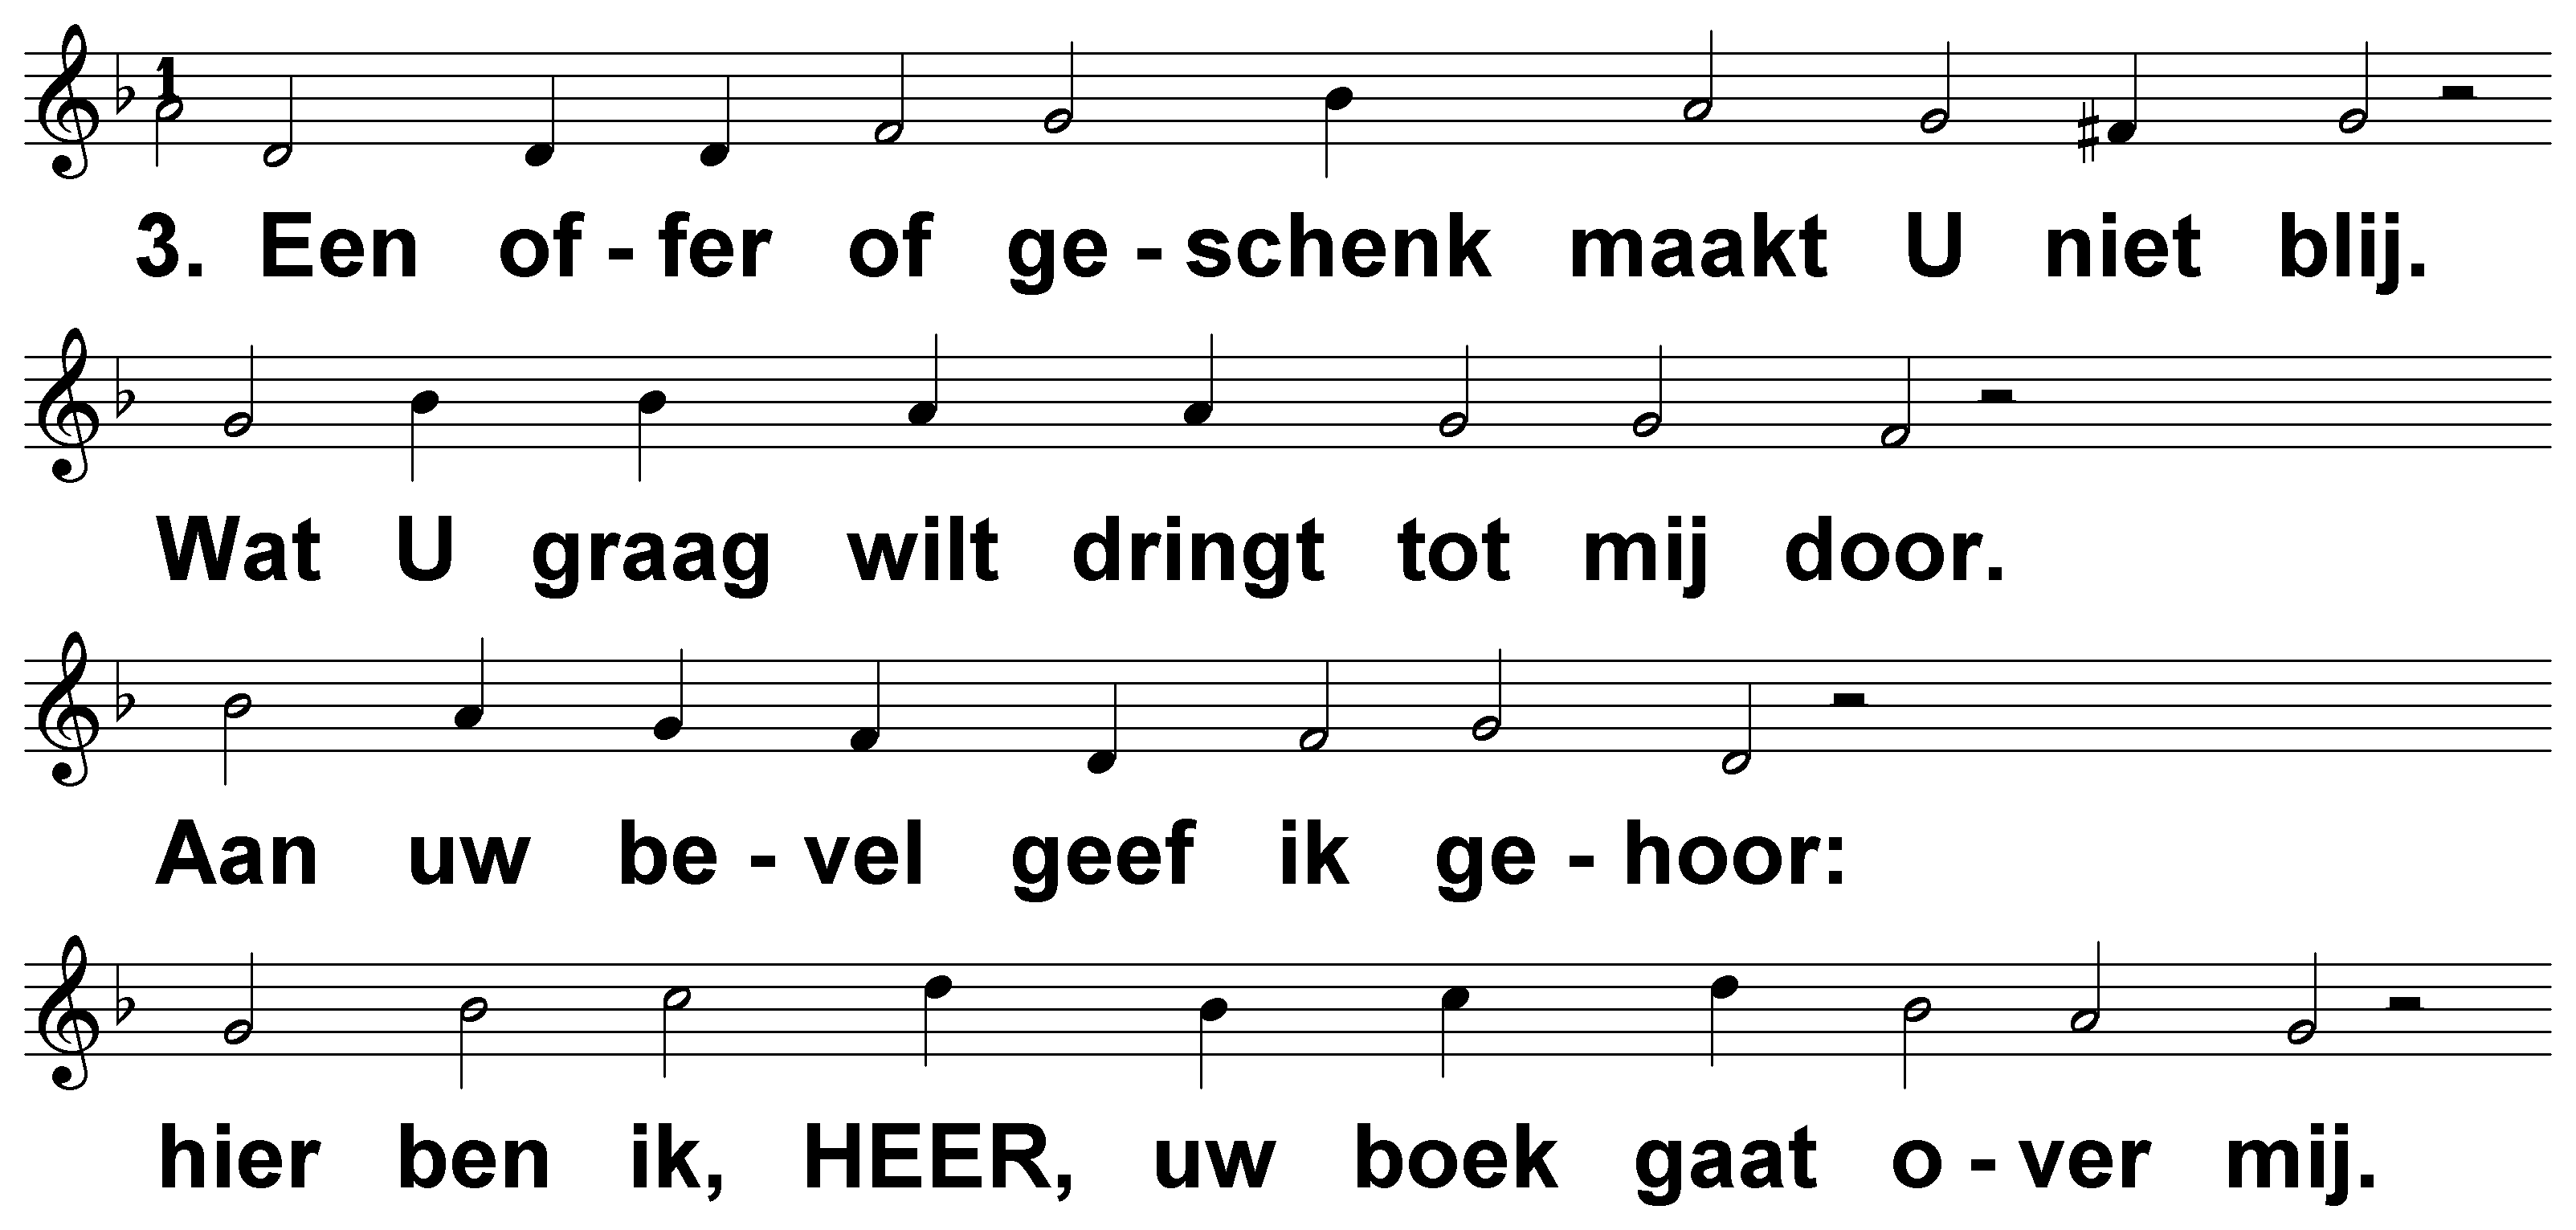 1
3. Een of - fer of ge - schenk maakt U niet blij.
Wat U graag wilt dringt tot mij door.
Aan uw be - vel geef ik ge - hoor:
hier ben ik, HEER, uw boek gaat o - ver mij.